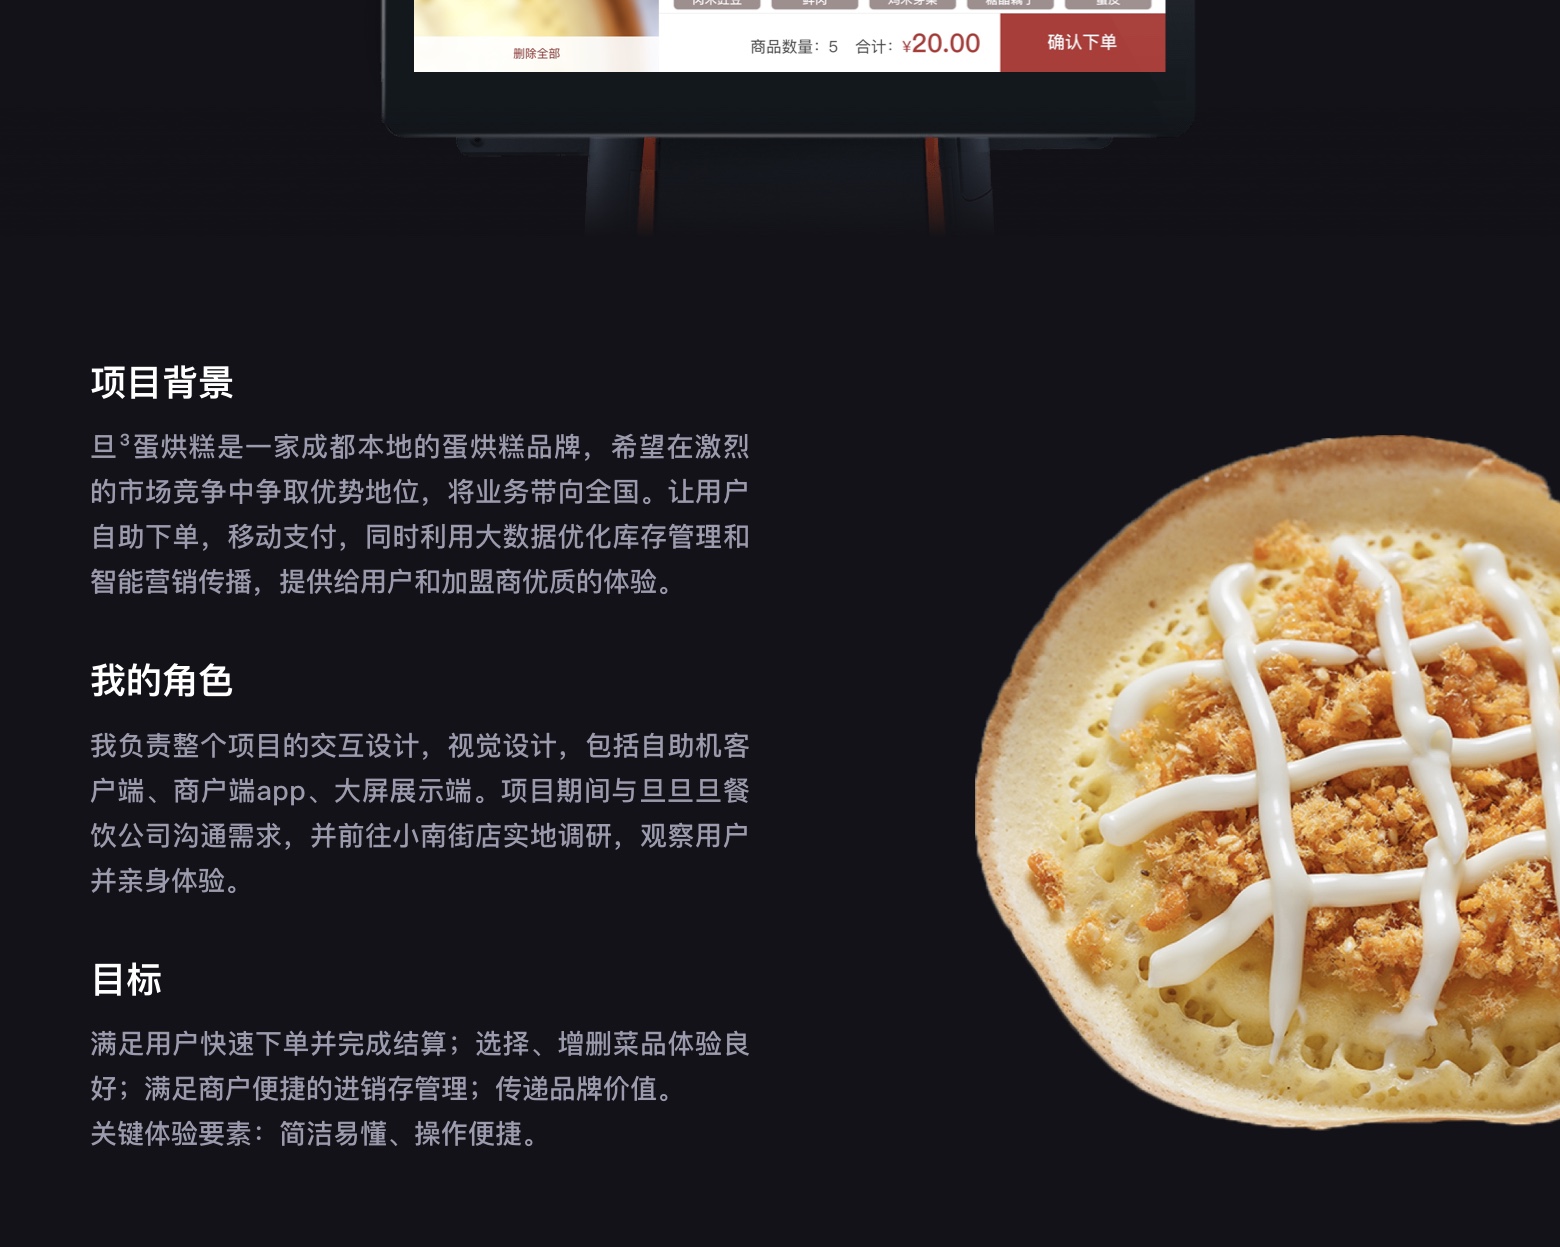 删除全部
商品数量：5 合计：¥20.00
确认下单
项目背景
旦³蛋烘糕是一家成都本地的蛋烘糕品牌，希望在激烈
的市场竞争中争取优势地位，将业务带向全国。让用户
自助下单，移动支付，同时利用大数据优化库存管理和
智能营销传播，提供给用户和加盟商优质的体验。
我的角色
我负责整个项目的交互设计，视觉设计，包括自助机客
户端、商户端app、大屏展示端。项目期间与旦旦旦餐
饮公司沟通需求，并前往小南街店实地调研，观察用户
并亲身体验。
目标
满足用户快速下单并完成结算；选择、增删菜品体验良
好；满足商户便捷的进销存管理；传递品牌价值。
关键体验要素：简洁易懂、操作便捷。